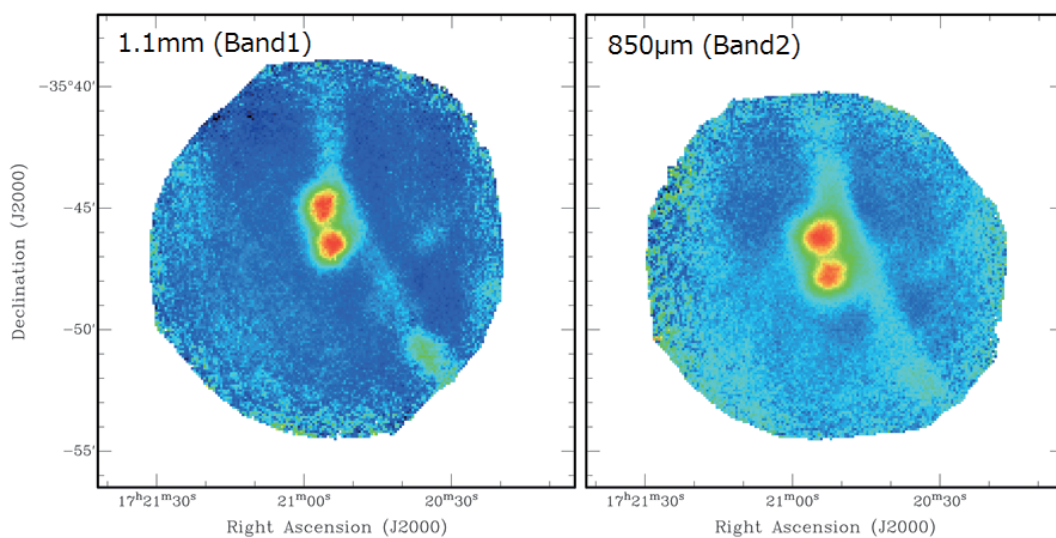 1.1mm (Band1)
850μm (Band2)
−35°40′
−45′
−50′
−55′
Declination (J2000)
17ʰ21ᵐ30ˢ
21ᵐ00ˢ
20ᵐ30ˢ
17ʰ21ᵐ30ˢ
21ᵐ00ˢ
20ᵐ30ˢ
Right Ascension (J2000)
Right Ascension (J2000)